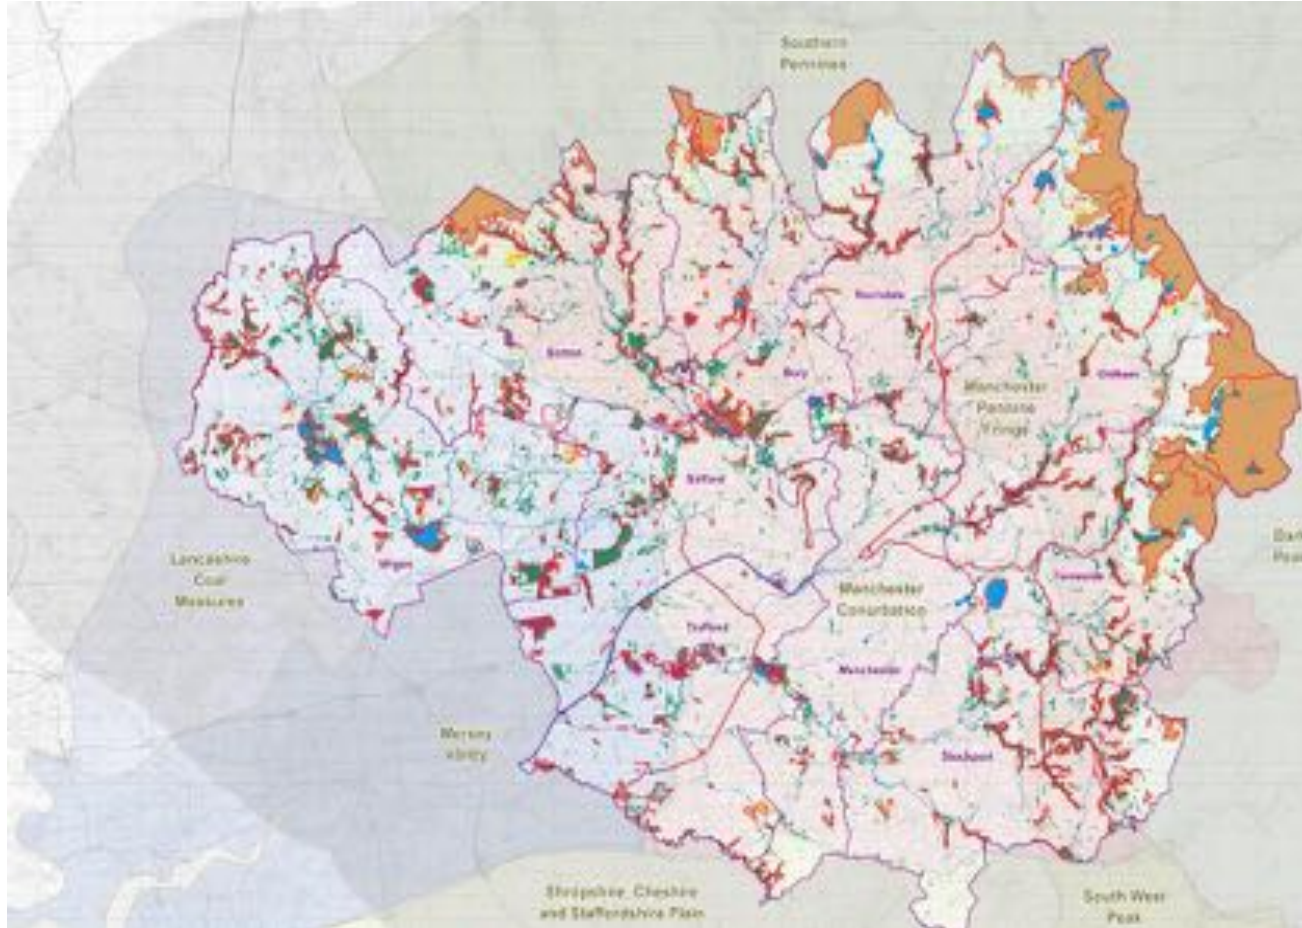 Southern
Pennines
Rochdale
Bolton
Bury
Manchester
Pennine
Fringe
Oldham
Salford
Lancashire
Coal
Measures
Wigan
Manchester
Conurbation
Tameside
Trafford
Manchester
Mersey
Valley
Stockport
Shropshire, Cheshire
and Staffordshire Plain
South West
Peak